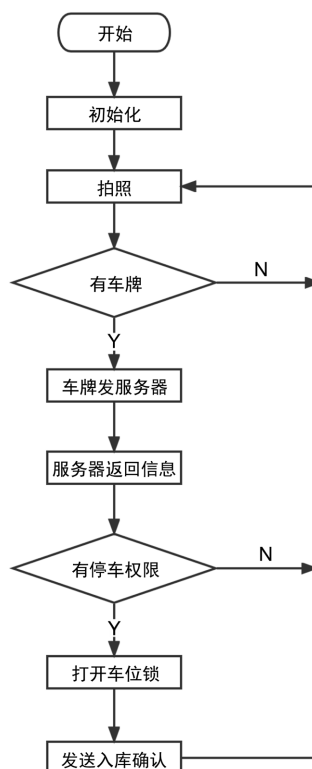 开始
初始化
拍照
有车牌
N
Y
车牌发服务器
服务器返回信息
有停车权限
N
Y
打开车位锁
发送入库确认